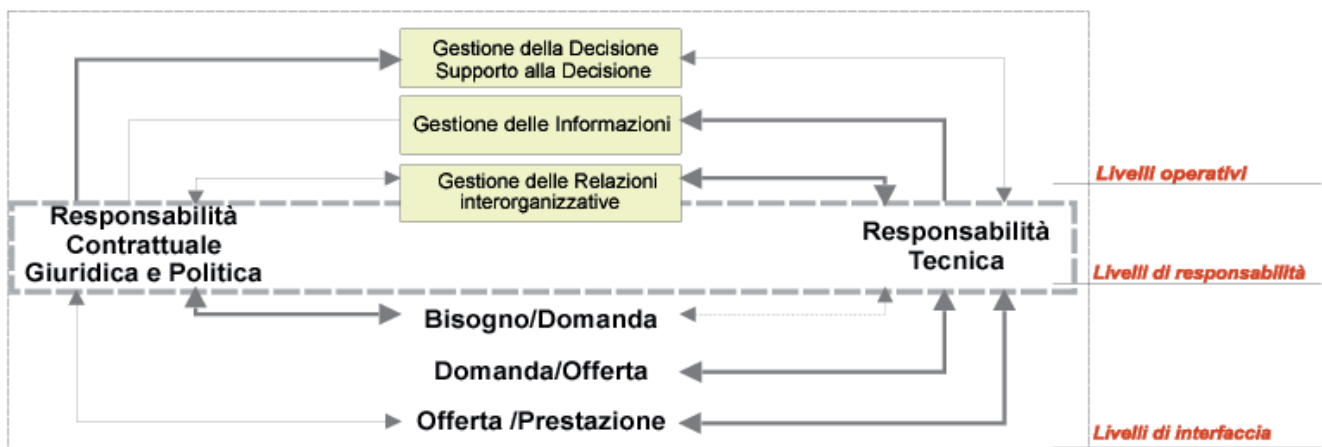 Gestione della Decisione
Supporto alla Decisione
Gestione delle Informazioni
Gestione delle Relazioni
interorganizzative
Livelli operativi
Responsabilità
Contrattuale
Giuridica e Politica
Responsabilità
Tecnica
Livelli di responsabilità
Bisogno/Domanda
Domanda/Offerta
Offerta /Prestazione
Livelli di interfaccia